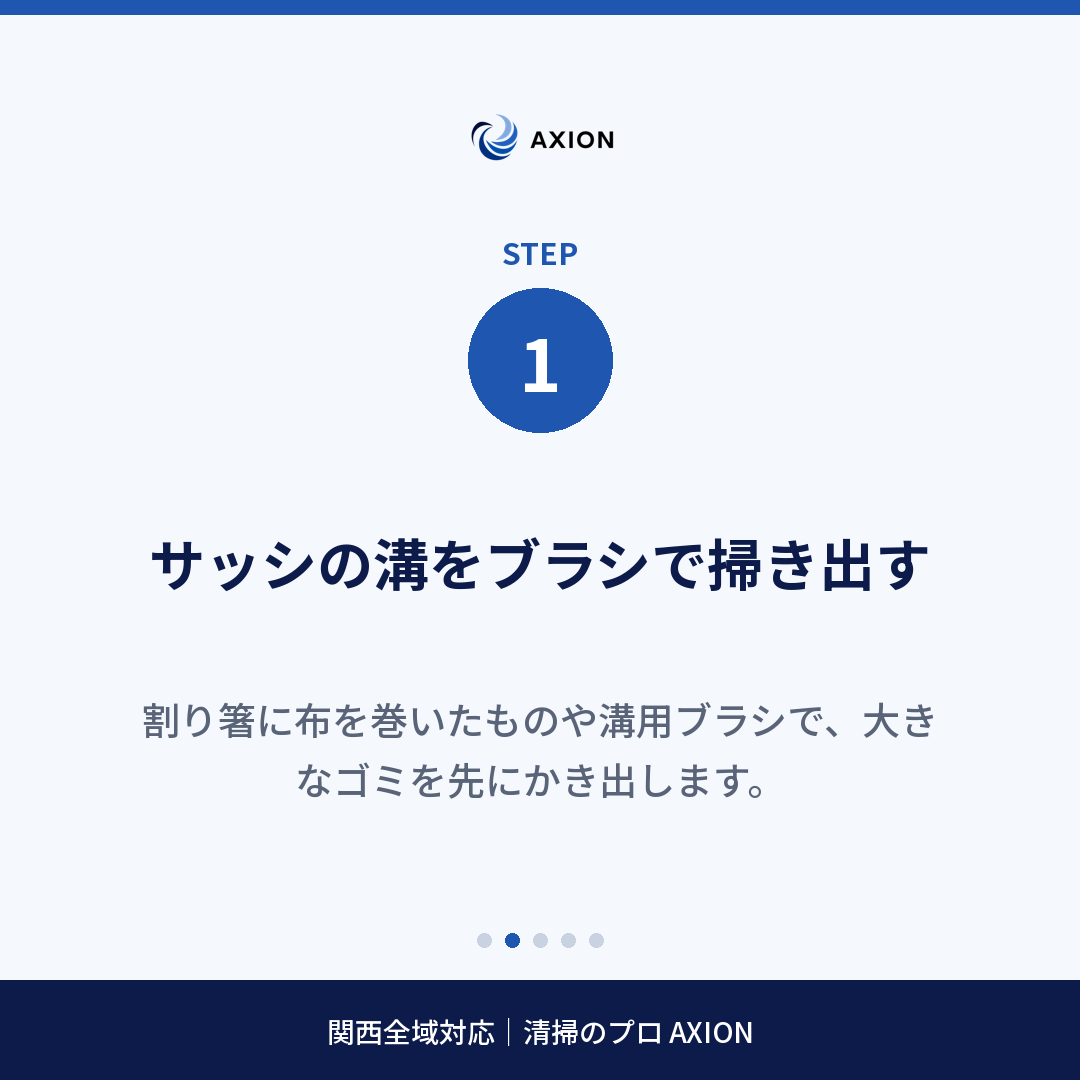 AXION
STEP
1
サッシの溝をブラシで掃き出す
割り箸に布を巻いたものや溝用ブラシで、大き
なゴミを先にかき出します。
関西全域対応｜清掃のプロ AXION